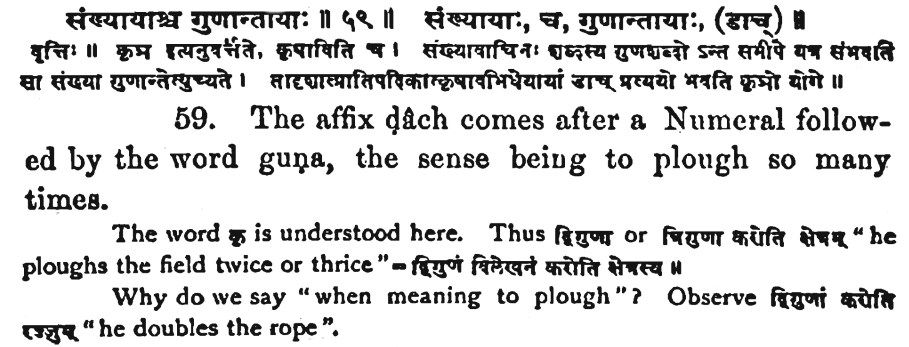 संख्यायाश्च गुणान्तायाः ॥ ५९ ॥ संख्यायाः, च, गुणान्तायाः, (डाच्) ॥
वृत्तिः ॥ कृञ इत्यनुवर्त्तते, कृषाविति च । संख्यावाचिनः शब्दस्य गुणशब्दो ऽन्त समीपे यत्र संभवति
सा संख्या गुणान्तेत्युच्यते । तादृशात्प्रातिपदिकात्कृषावभिधेयायां डाच् प्रत्ययो भवति कृञो योगे ॥
59. The affix ḍâch comes after a Numeral follow-
ed by the word guṇa, the sense being to plough so many
times.
The word कृ is understood here. Thus द्विगुणा or त्रिगुणा करोति क्षेत्रम् "he
ploughs the field twice or thrice"=द्विगुणं विलेखनं करोति क्षेत्रस्य ॥
Why do we say "when meaning to plough"? Observe द्विगुणां करोति
रज्जुम् "he doubles the rope".